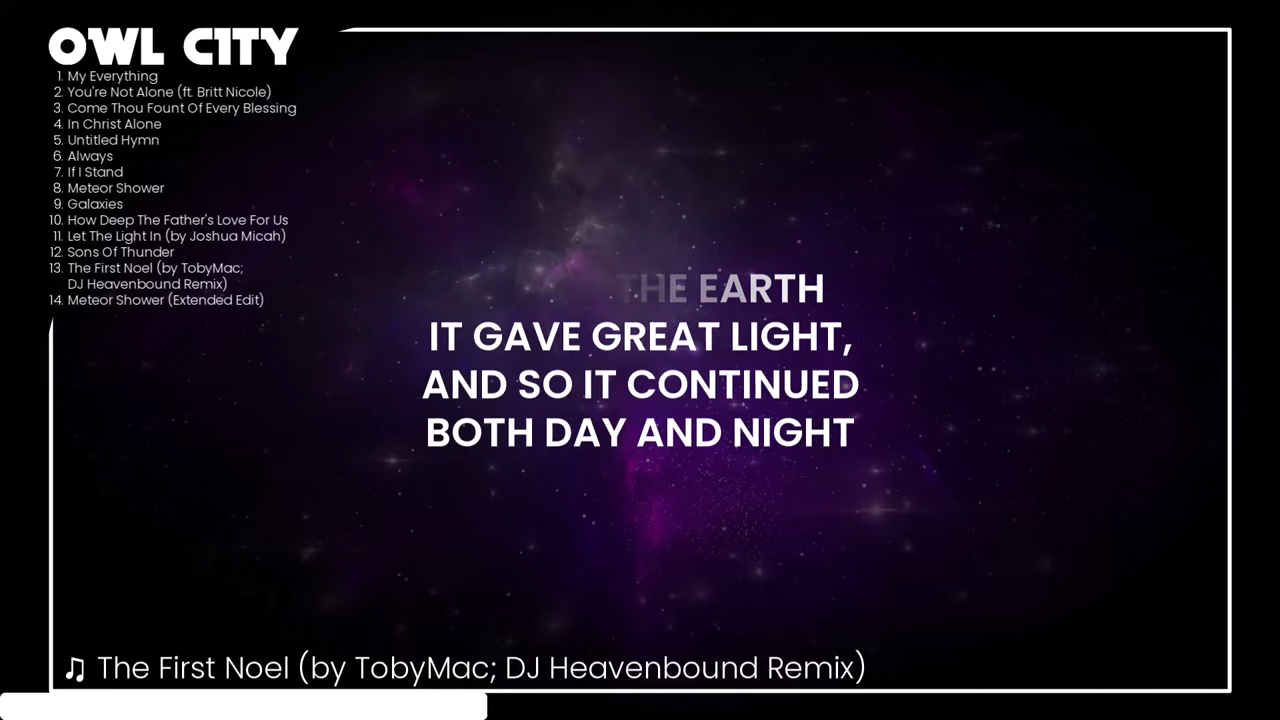 OWL CITY
1. My Everything
2. You're Not Alone (ft. Britt Nicole)
3. Come Thou Fount Of Every Blessing
4. In Christ Alone
5. Untitled Hymn
6. Always
7. If I Stand
8. Meteor Shower
9. Galaxies
10. How Deep The Father's Love For Us
11. Let The Light In (by Joshua Micah)
12. Sons Of Thunder
13. The First Noel (by TobyMac;
DJ Heavenbound Remix)
14. Meteor Shower (Extended Edit)
THE EARTH
IT GAVE GREAT LIGHT,
AND SO IT CONTINUED
BOTH DAY AND NIGHT
♫ The First Noel (by TobyMac; DJ Heavenbound Remix)